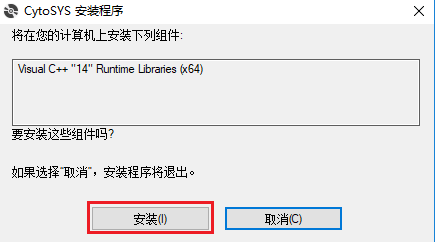 CytoSYS 安装程序
将在您的计算机上安装下列组件:
Visual C++ "14" Runtime Libraries (x64)
要安装这些组件吗?
如果选择“取消”，安装程序将退出。
安装(I)
取消(C)